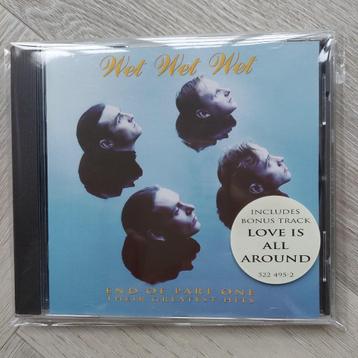 Wet Wet Wet
INCLUDES
BONUS TRACK
LOVE IS
ALL
AROUND
522 495-2
END OF PART ONE
THEIR GREATEST HITS